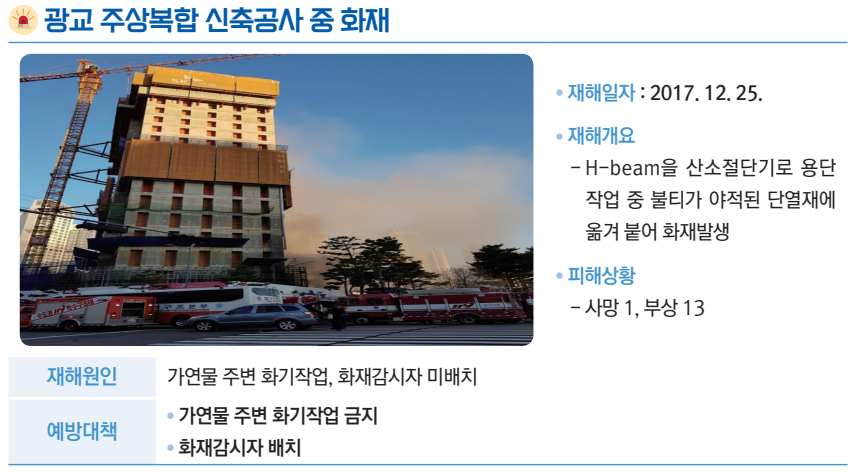 광교 주상복합 신축공사 중 화재
• 재해일자 : 2017. 12. 25.
• 재해개요
– H-beam을 산소절단기로 용단
작업 중 불티가 야적된 단열재에
옮겨 붙어 화재발생
• 피해상황
– 사망 1, 부상 13
재해원인 가연물 주변 화기작업, 화재감시자 미배치
예방대책
• 가연물 주변 화기작업 금지
• 화재감시자 배치